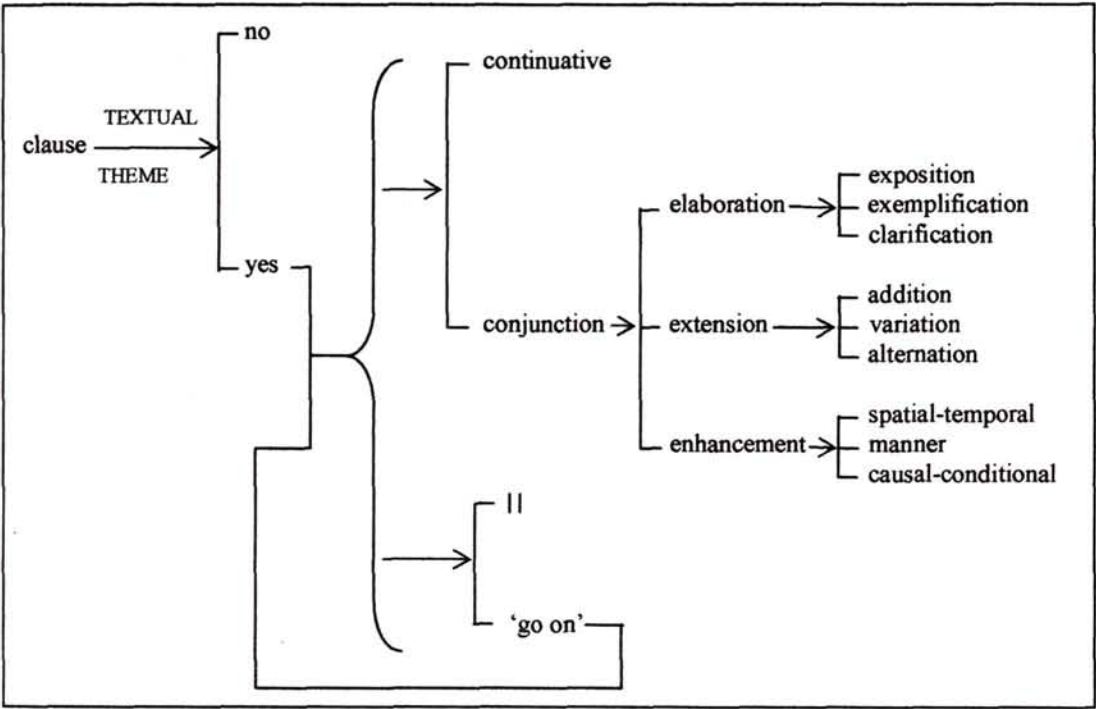 no
continuative
TEXTUAL
clause
THEME
exposition
elaboration
exemplification
clarification
yes
addition
conjunction
extension
variation
alternation
spatial-temporal
enhancement
manner
causal-conditional
||
‘go on’